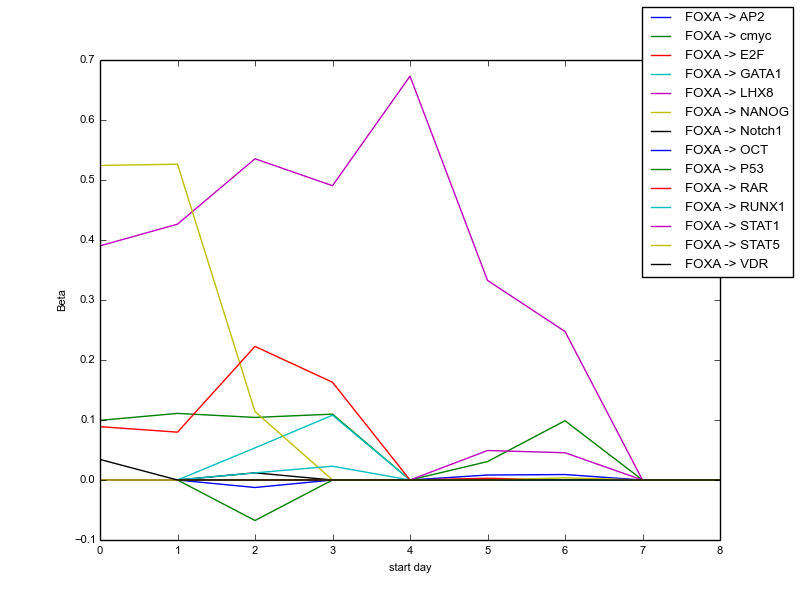 FOXA -> AP2
FOXA -> cmyc
FOXA -> E2F
FOXA -> GATA1
FOXA -> LHX8
FOXA -> NANOG
FOXA -> Notch1
FOXA -> OCT
FOXA -> P53
FOXA -> RAR
FOXA -> RUNX1
FOXA -> STAT1
FOXA -> STAT5
FOXA -> VDR
0.7
0.6
0.5
0.4
0.3
0.2
0.1
0.0
−0.1
Beta
0 1 2 3 4 5 6 7 8
start day